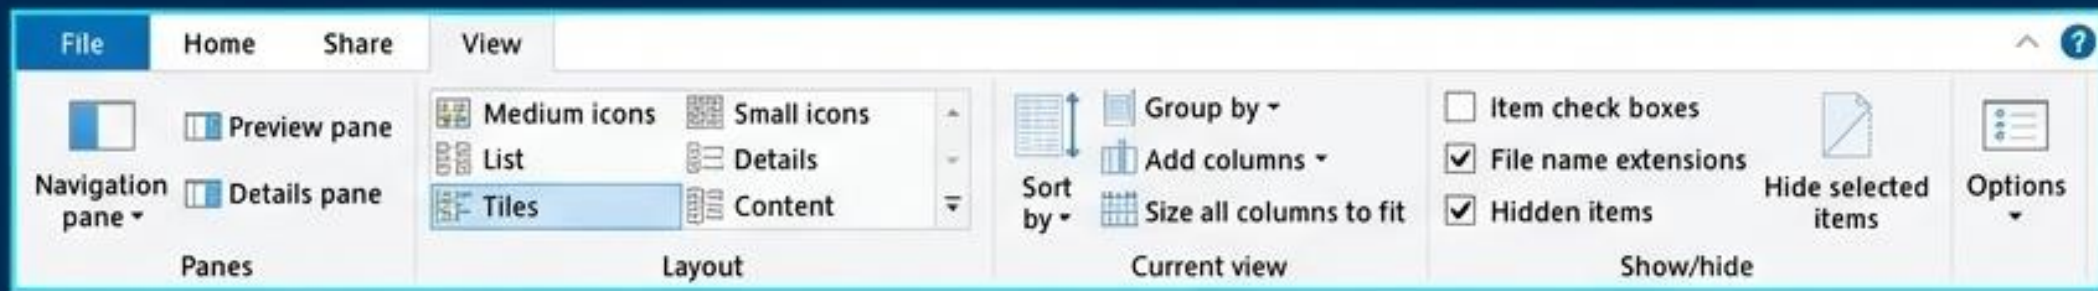 File Home Share View
?
Navigation
pane
Preview pane
Details pane
Panes
Medium icons Small icons
List Details
Tiles Content
Layout
Sort
by
Group by
Add columns
Size all columns to fit
Current view
Item check boxes
File name extensions
Hidden items
Hide selected
items
Show/hide
Options